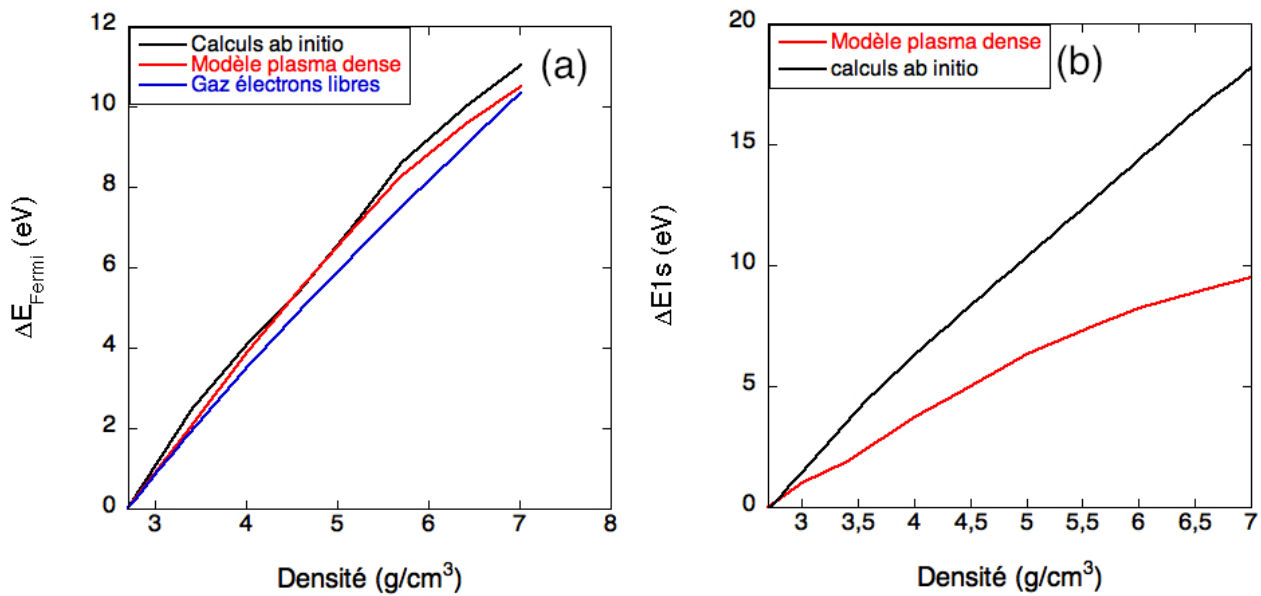 Calculs ab initio
Modèle plasma dense
Gaz électrons libres
(a)
12
10
8
6
4
2
0
3
4
5
6
7
8
ΔE_Fermi (eV)
Densité (g/cm³)
Modèle plasma dense
calculs ab initio
(b)
20
15
10
5
0
3
3,5
4
4,5
5
5,5
6
6,5
7
ΔE1s (eV)
Densité (g/cm³)